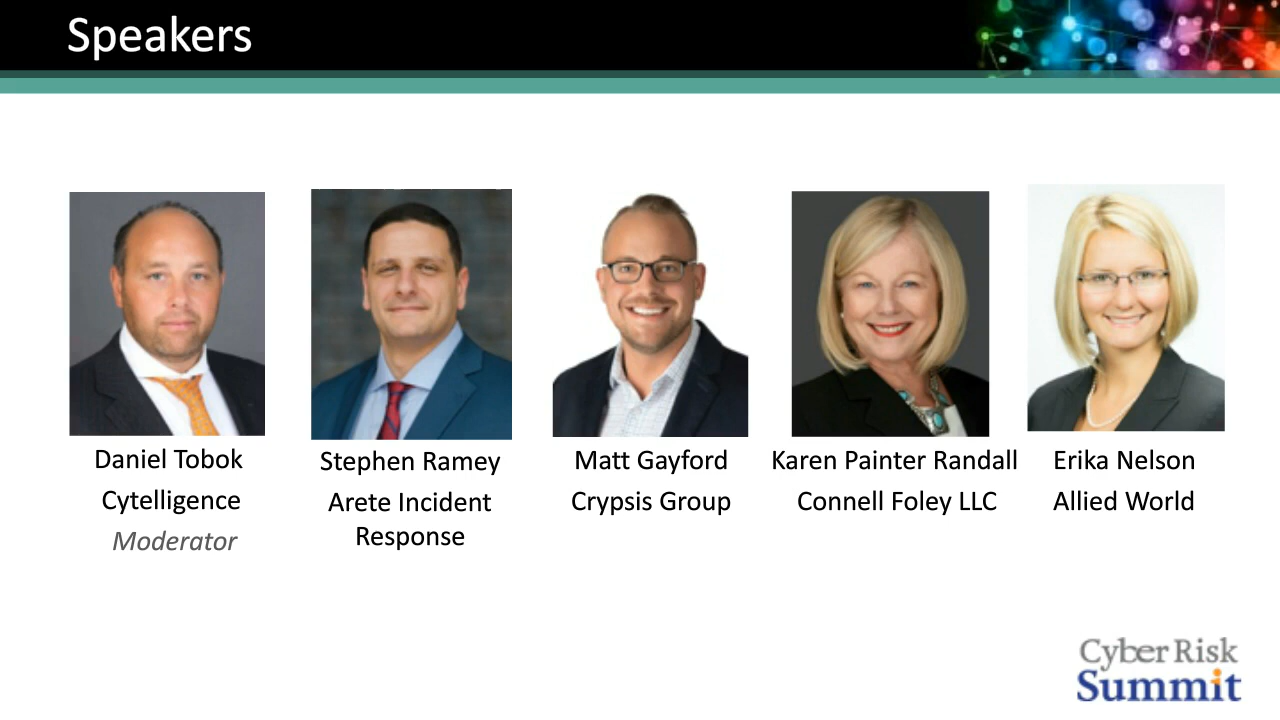 Speakers
Daniel Tobok
Cytelligence
Moderator
Stephen Ramey
Arete Incident
Response
Matt Gayford
Crypsis Group
Karen Painter Randall
Connell Foley LLC
Erika Nelson
Allied World
Cyber Risk
Summit